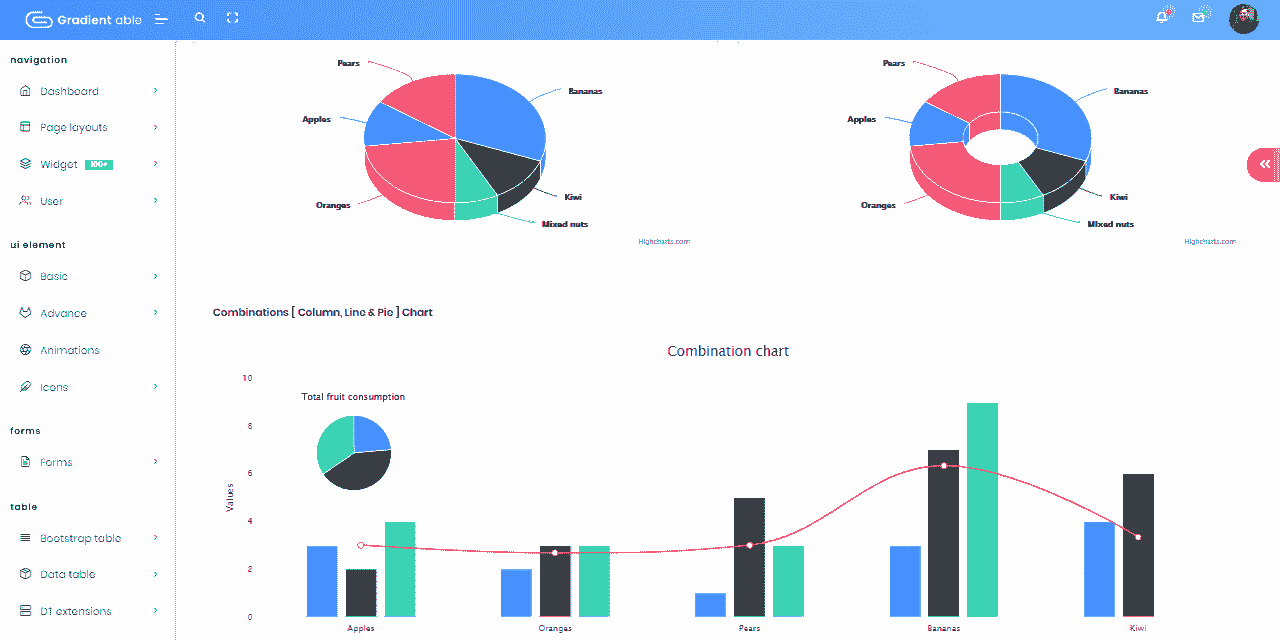 Gradient able
navigation
Dashboard
Page layouts
Widget 100+
User
ui element
Basic
Advance
Animations
Icons
forms
Forms
table
Bootstrap table
Data table
DT extensions
Pears
Bananas
Apples
Oranges
Kiwi
Mixed nuts
Highcharts.com
Pears
Bananas
Apples
Oranges
Kiwi
Mixed nuts
Highcharts.com
Combinations [ Column, Line & Pie ] Chart
Combination chart
Total fruit consumption
Values
10
8
6
4
2
0
Apples
Oranges
Pears
Bananas
Kiwi